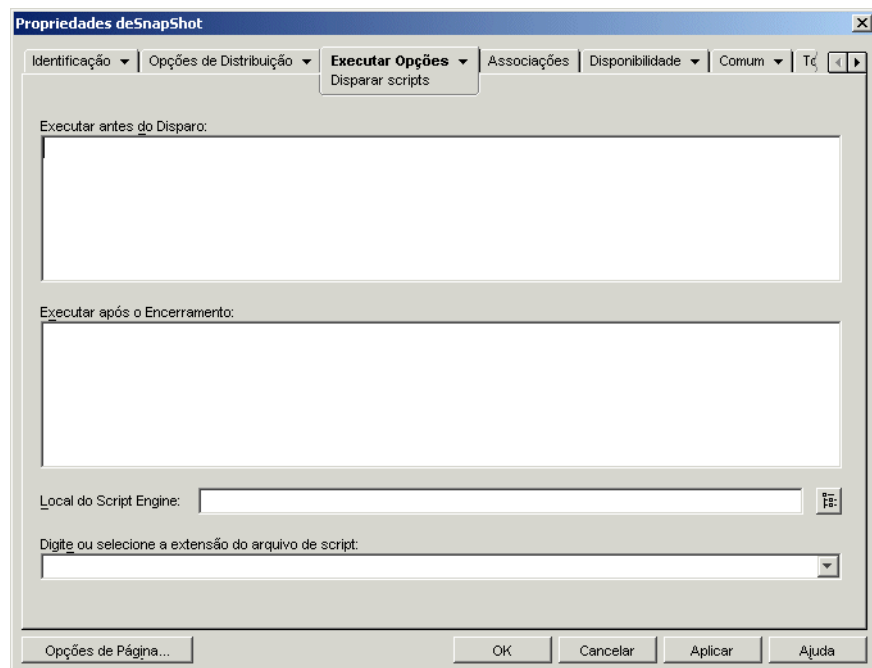 Propriedades deSnapShot
Identificação Opções de Distribuição Executar Opções Associações Disponibilidade Comum
Disparar scripts
Executar antes do Disparo:
Executar após o Encerramento:
Local do Script Engine:
Digite ou selecione a extensão do arquivo de script:
Opções de Página... OK Cancelar Aplicar Ajuda